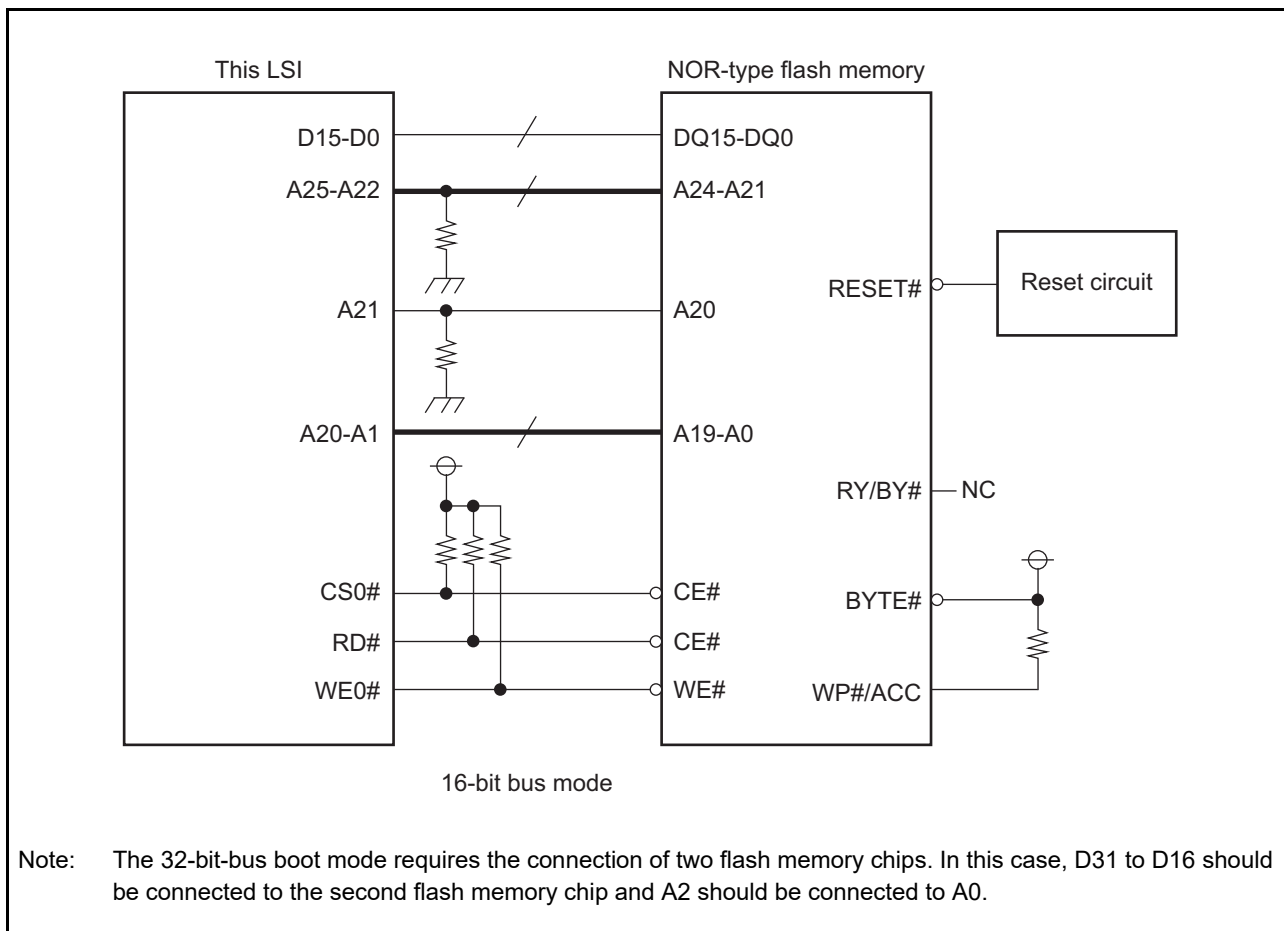 This LSI
NOR-type flash memory
D15-D0
DQ15-DQ0
A25-A22
A24-A21
RESET#
Reset circuit
A21
A20
A20-A1
A19-A0
RY/BY#
NC
CS0#
CE#
BYTE#
RD#
CE#
WE0#
WE#
WP#/ACC
16-bit bus mode
Note: The 32-bit-bus boot mode requires the connection of two flash memory chips. In this case, D31 to D16 should
be connected to the second flash memory chip and A2 should be connected to A0.